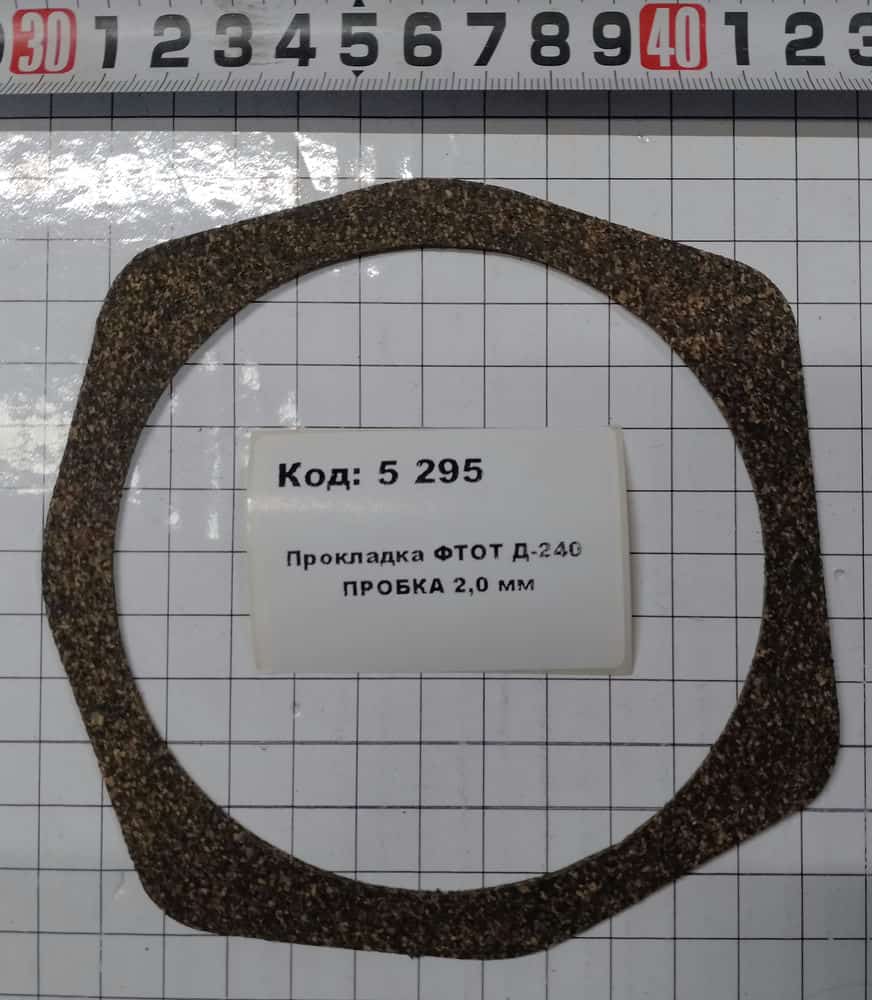 30 1 2 3 4 5 6 7 8 9 40 1 2 3
Код: 5 295
Прокладка ФТОТ Д-240
ПРОБКА 2,0 мм